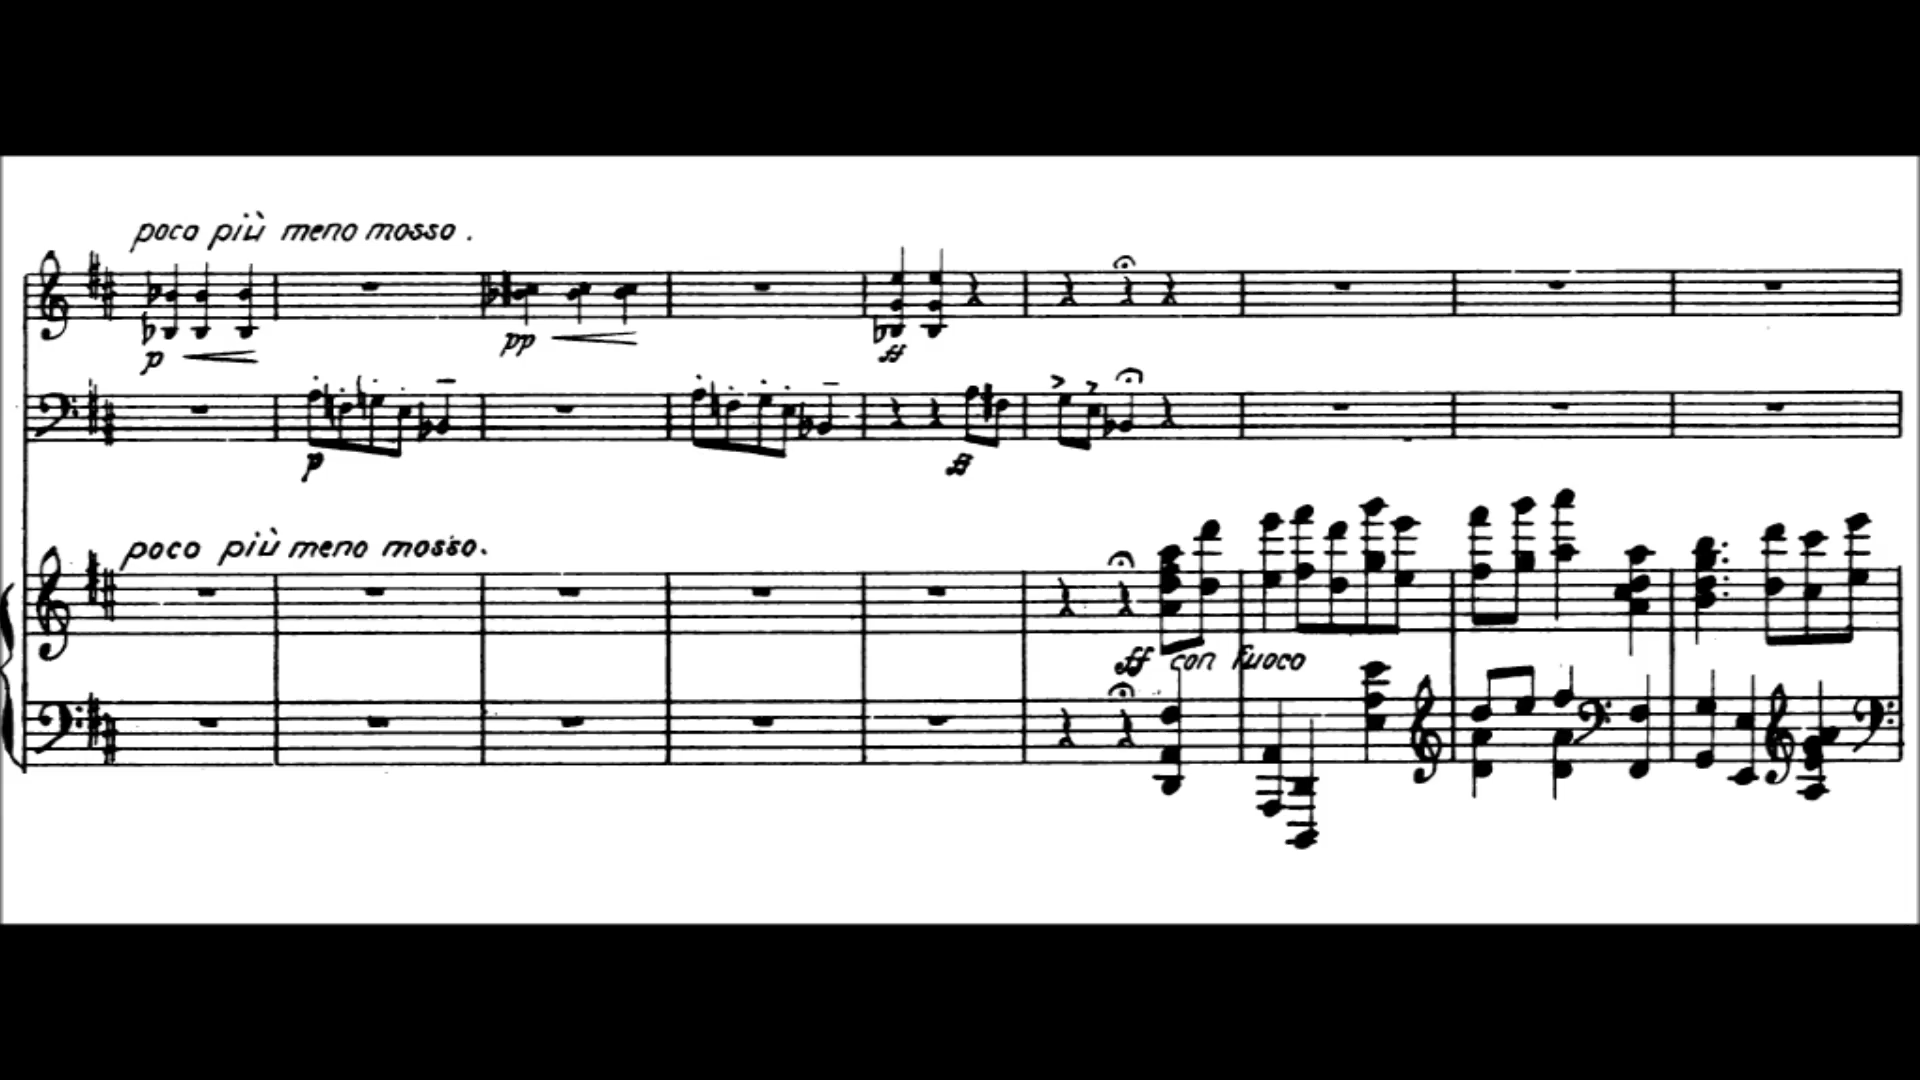 poco più meno mosso.
p
pp
ff
p
ff
poco più meno mosso.
ff con fuoco